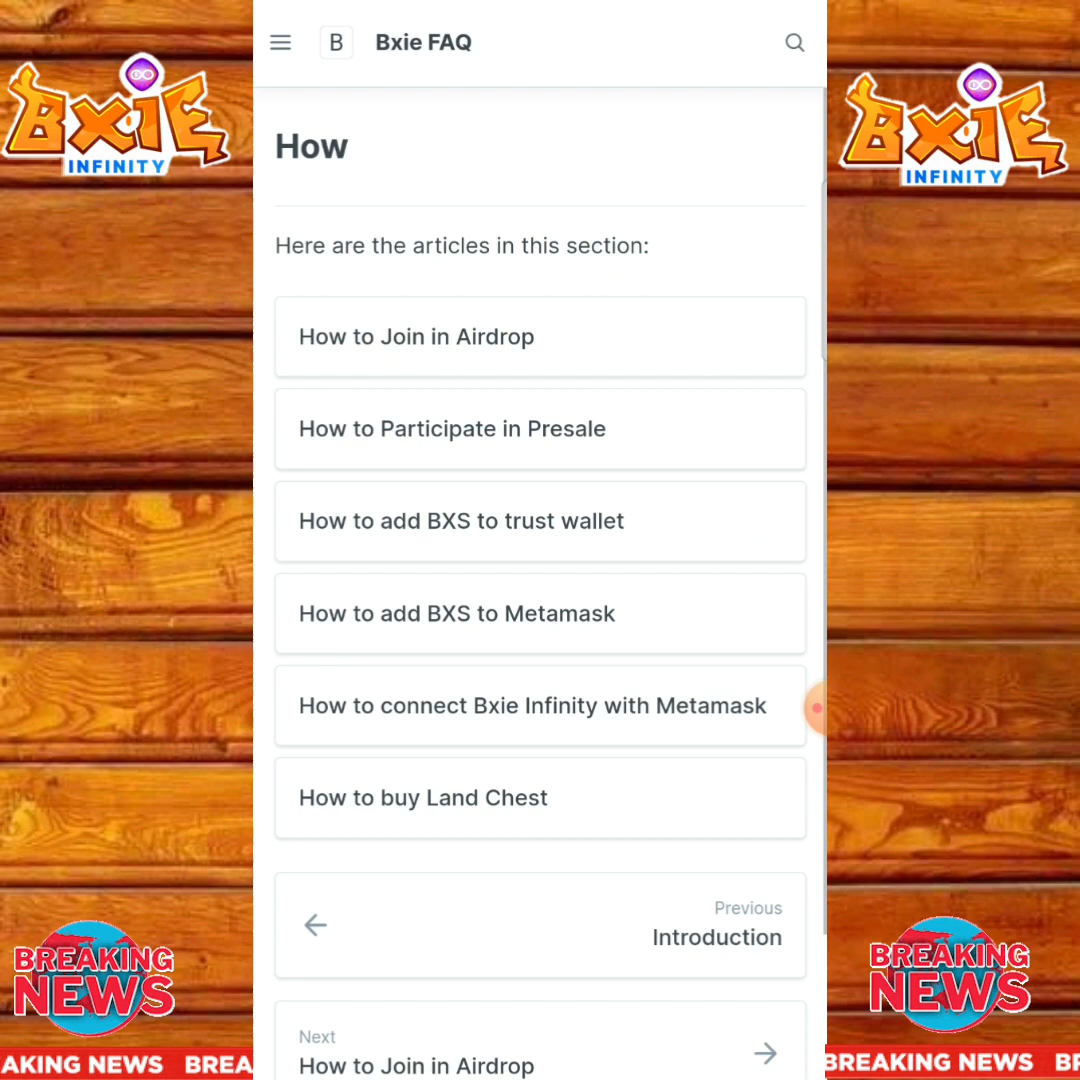 BXIE
INFINITY
B
Bxie FAQ
BXIE
INFINITY
How
Here are the articles in this section:
How to Join in Airdrop
How to Participate in Presale
How to add BXS to trust wallet
How to add BXS to Metamask
How to connect Bxie Infinity with Metamask
How to buy Land Chest
Previous
Introduction
Next
How to Join in Airdrop
BREAKING
NEWS
BREAKING
NEWS
AKING NEWS BREA
BREAKING NEWS BR